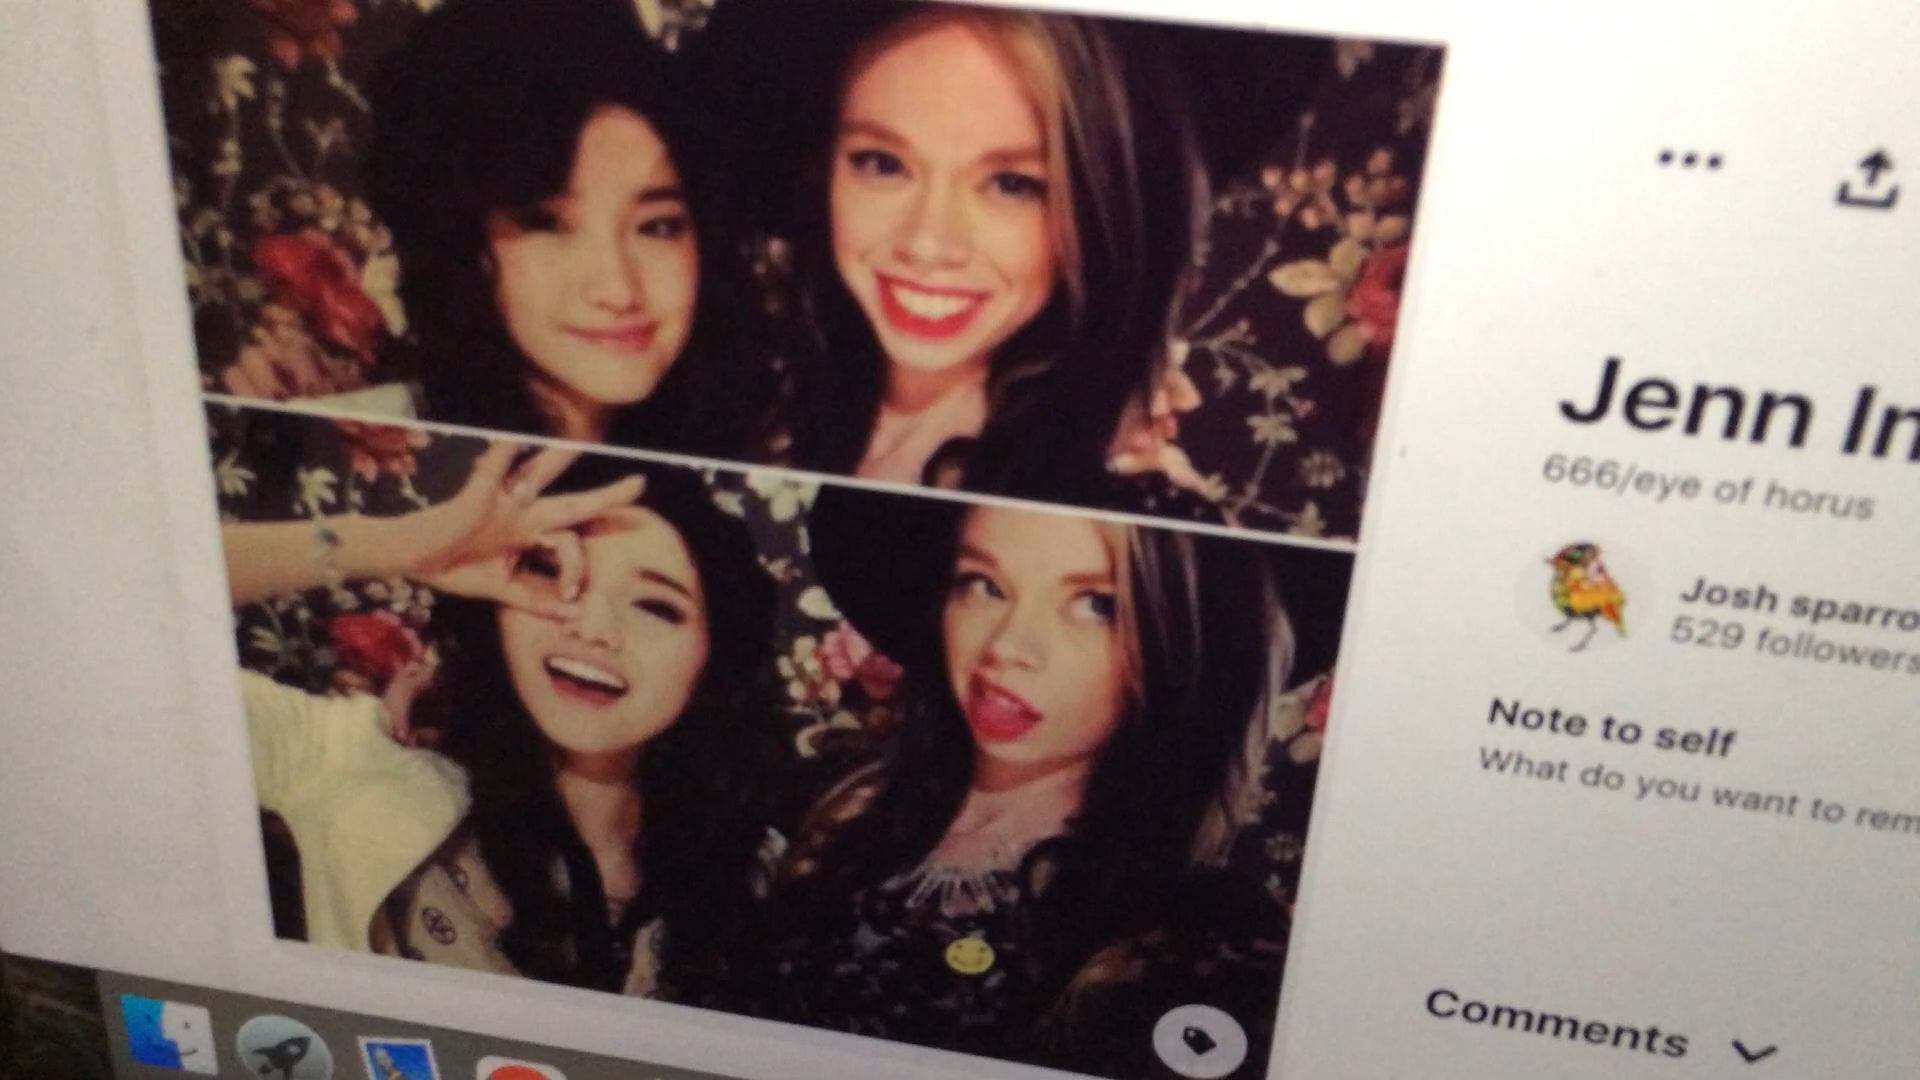 Jenn
666/eye of horus
Josh
529 followers
Note to self
What do you want to
Comments